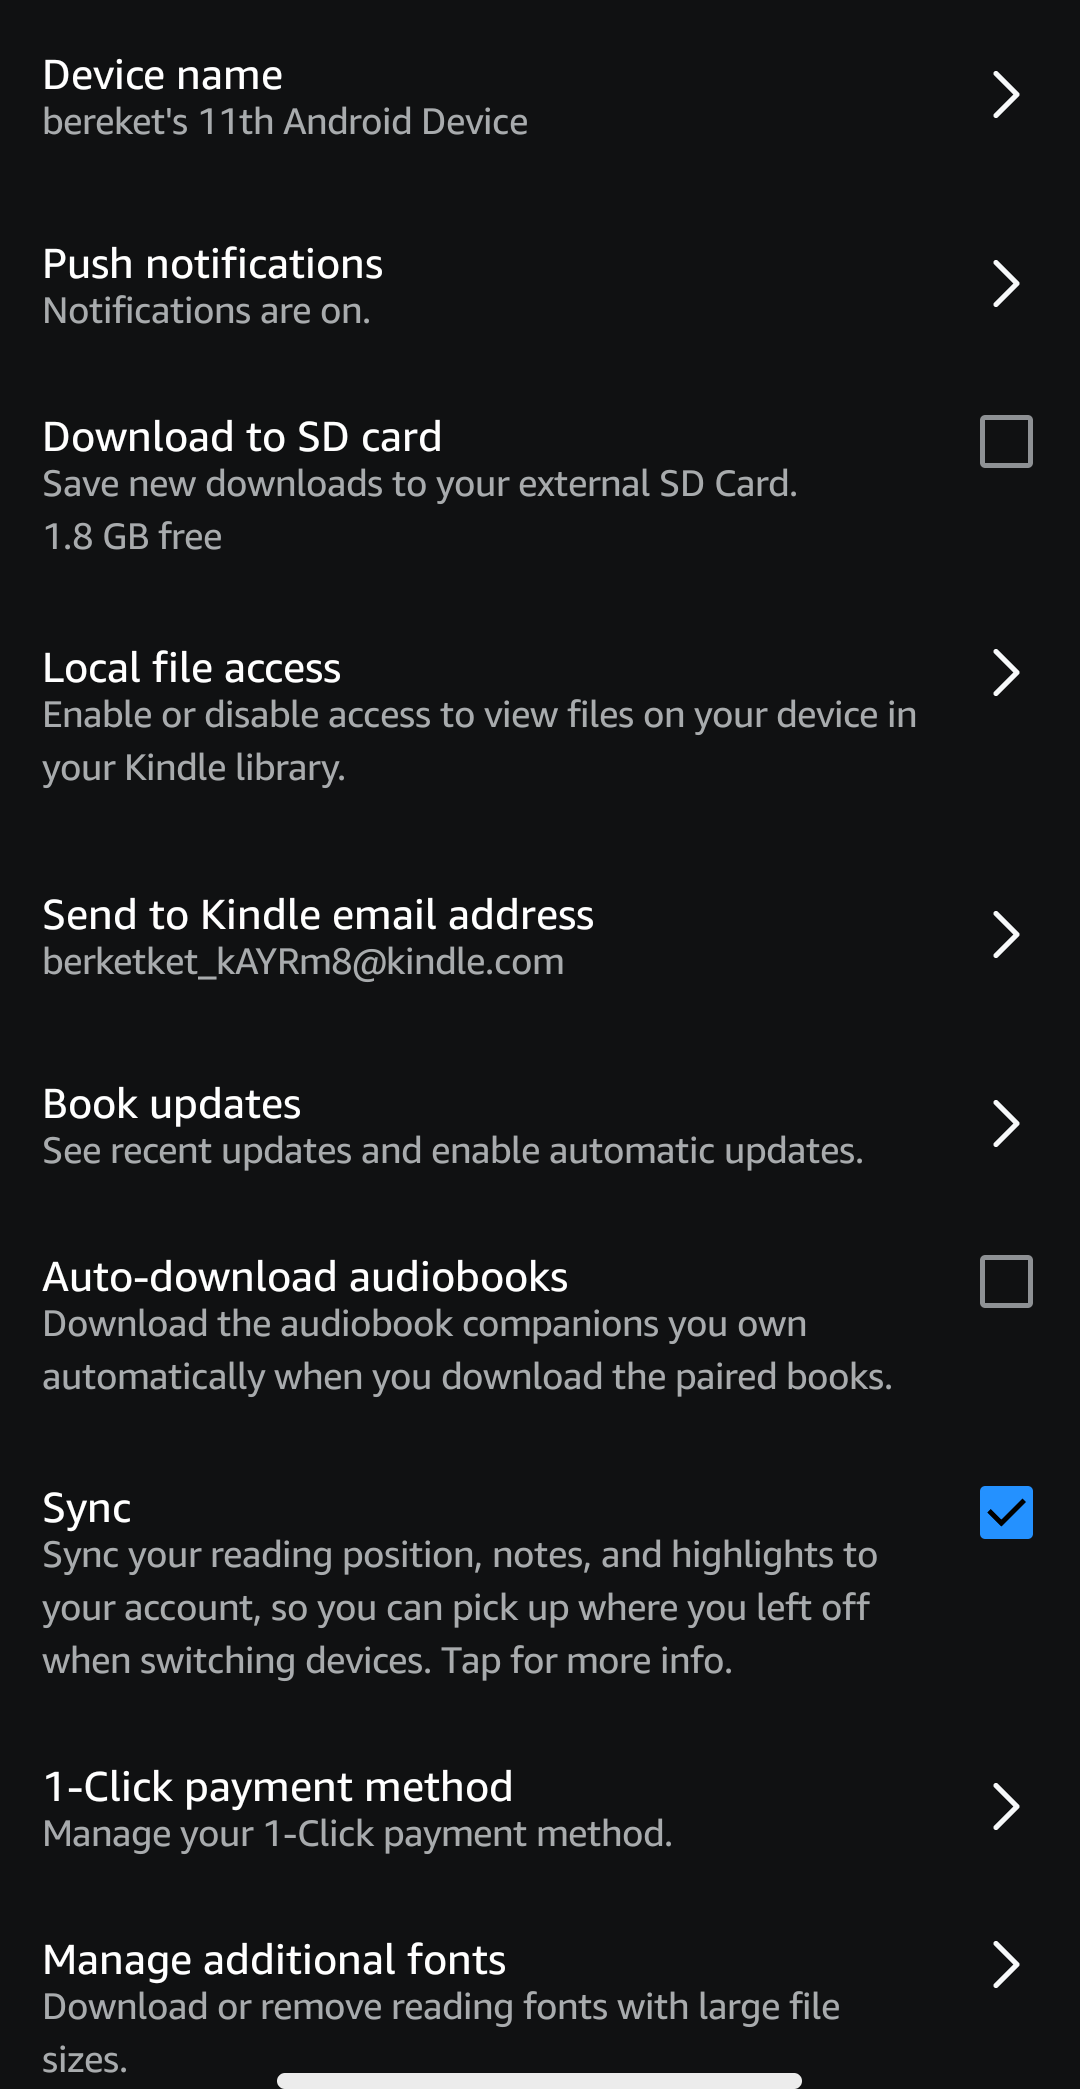 Device name
bereket's 11th Android Device
Push notifications
Notifications are on.
Download to SD card
Save new downloads to your external SD Card.
1.8 GB free
Local file access
Enable or disable access to view files on your device in
your Kindle library.
Send to Kindle email address
berketket_kAYRm8@kindle.com
Book updates
See recent updates and enable automatic updates.
Auto-download audiobooks
Download the audiobook companions you own
automatically when you download the paired books.
Sync
Sync your reading position, notes, and highlights to
your account, so you can pick up where you left off
when switching devices. Tap for more info.
1-Click payment method
Manage your 1-Click payment method.
Manage additional fonts
Download or remove reading fonts with large file
sizes.